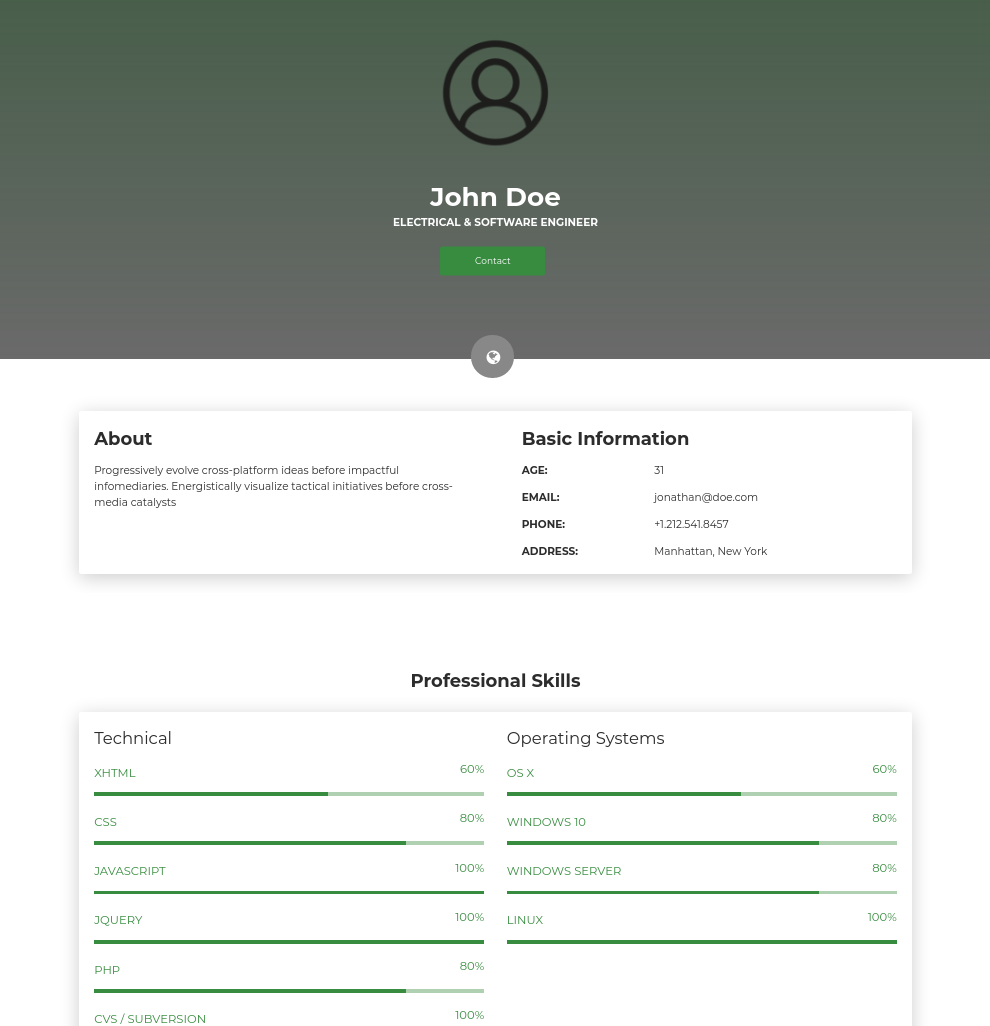 John Doe
ELECTRICAL & SOFTWARE ENGINEER
Contact
About
Progressively evolve cross-platform ideas before impactful
infomediaries. Energistically visualize tactical initiatives before cross-
media catalysts
Basic Information
AGE: 31
EMAIL: jonathan@doe.com
PHONE: +1.212.541.8457
ADDRESS: Manhattan, New York
Professional Skills
Technical
XHTML 60%
CSS 80%
JAVASCRIPT 100%
JQUERY 100%
PHP 80%
CVS / SUBVERSION 100%
Operating Systems
OS X 60%
WINDOWS 10 80%
WINDOWS SERVER 80%
LINUX 100%